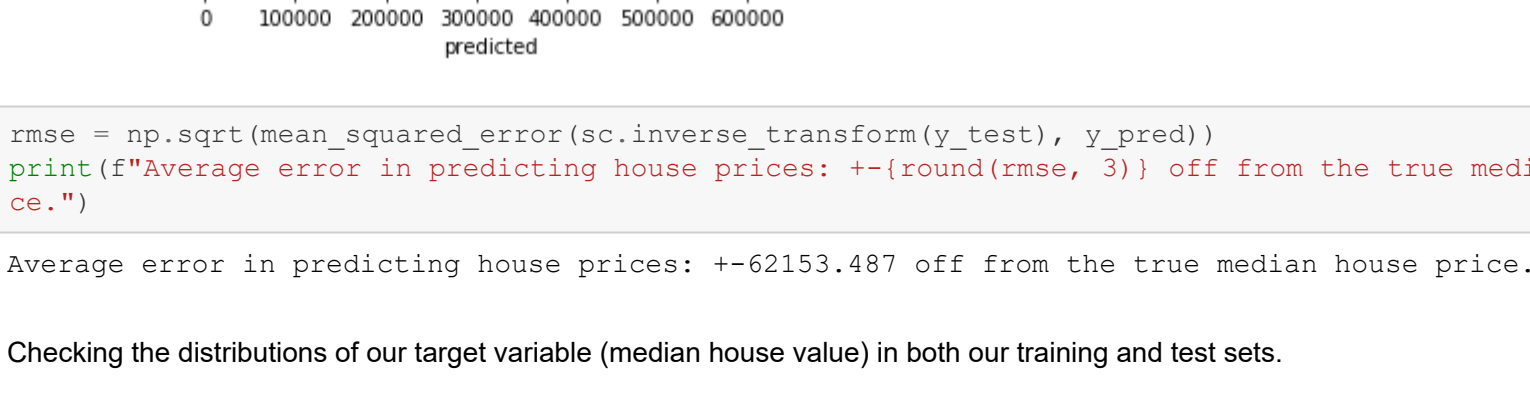 0 100000 200000 300000 400000 500000 600000
predicted
rmse = np.sqrt(mean_squared_error(sc.inverse_transform(y_test), y_pred))
print(f"Average error in predicting house prices: +-{round(rmse, 3)} off from the true medi
ce.")
Average error in predicting house prices: +-62153.487 off from the true median house price.
Checking the distributions of our target variable (median house value) in both our training and test sets.